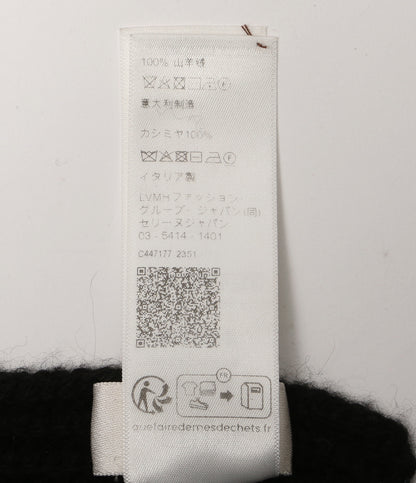 100% 山羊绒
意大利制造
カシミヤ100%
イタリア製
LVMHファッション・
グループ・ジャパン(同)
セリーヌジャパン
03 - 5414 - 1401
C447177 2351
FR
quefairedemesdechets.fr